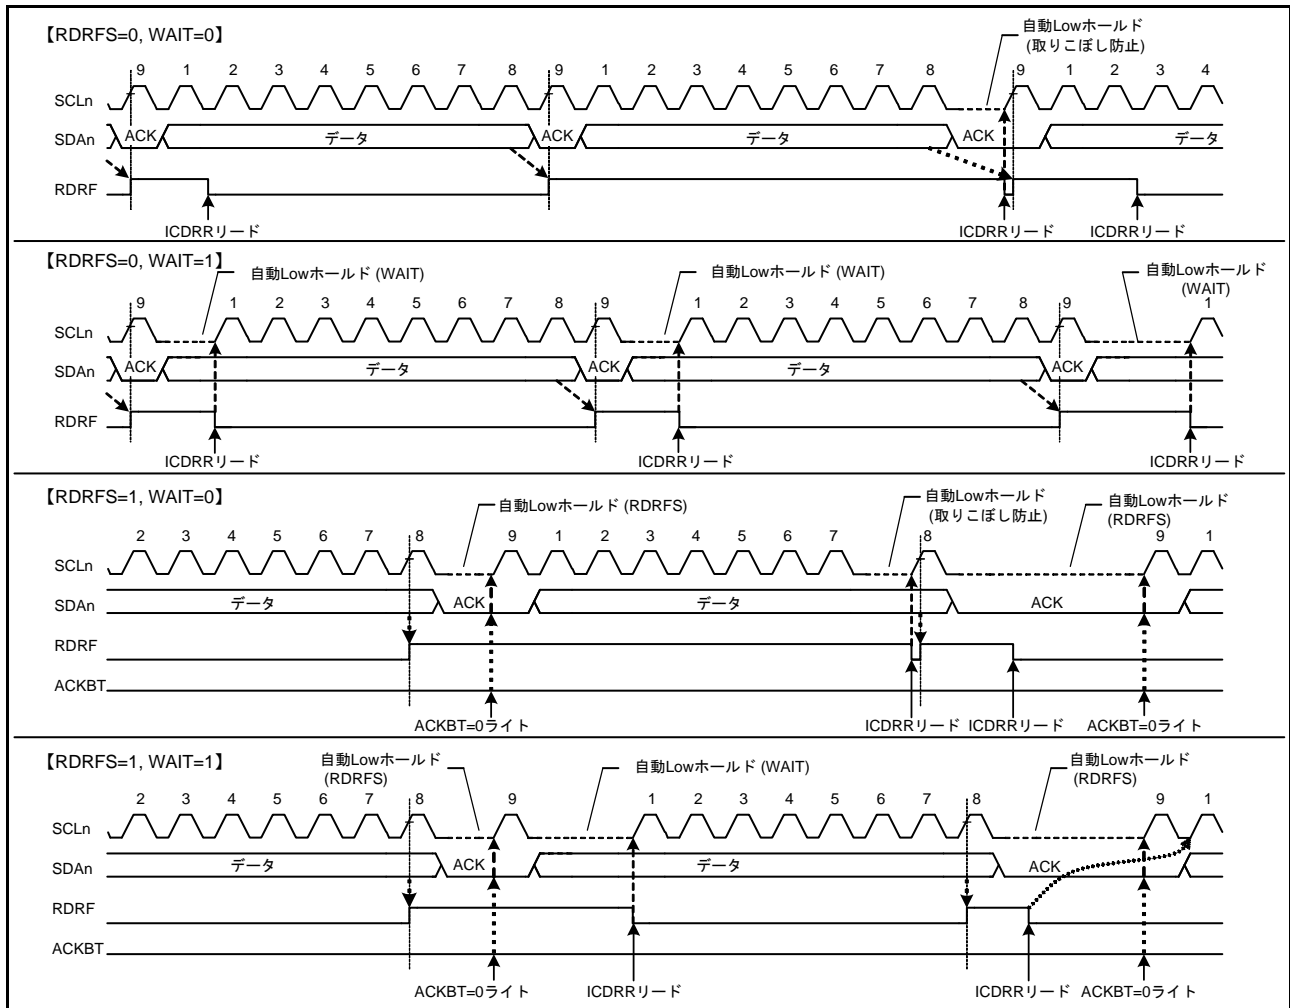 【RDRFS=0, WAIT=0】
自動Lowホールド
(取りこぼし防止)
9 1 2 3 4 5 6 7 8 9 1 2 3 4 5 6 7 8 9 1 2 3 4
SCLn
SDAn ACK データ ACK データ ACK データ
RDRF
ICDRRリード ICDRRリード ICDRRリード
【RDRFS=0, WAIT=1】
自動Lowホールド (WAIT) 自動Lowホールド (WAIT) 自動Lowホールド
(WAIT)
9 1 2 3 4 5 6 7 8 9 1 2 3 4 5 6 7 8 9 1
SCLn
SDAn ACK データ ACK データ ACK
RDRF
ICDRRリード ICDRRリード ICDRRリード
【RDRFS=1, WAIT=0】
自動Lowホールド (RDRFS) 自動Lowホールド
(取りこぼし防止)
自動Lowホールド
(RDRFS)
2 3 4 5 6 7 8 9 1 2 3 4 5 6 7 8 9 1
SCLn
SDAn データ ACK データ ACK
RDRF
ACKBT
ACKBT=0ライト ICDRRリード ICDRRリード ACKBT=0ライト
【RDRFS=1, WAIT=1】
自動Lowホールド
(RDRFS)
自動Lowホールド (WAIT)
自動Lowホールド
(RDRFS)
2 3 4 5 6 7 8 9 1 2 3 4 5 6 7 8 9 1
SCLn
SDAn データ ACK データ ACK
RDRF
ACKBT
ACKBT=0ライト ICDRRリード ICDRRリード ACKBT=0ライト